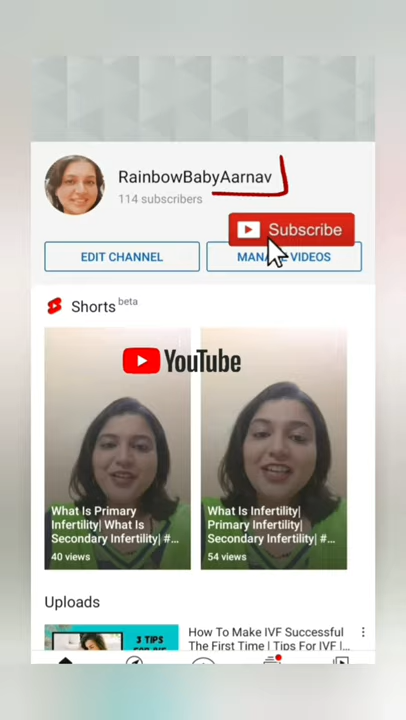 RainbowBabyAarnav
114 subscribers
Subscribe
EDIT CHANNEL
VIDEOS
Shorts beta
YouTube
What Is Primary
Infertility| What Is
Secondary Infertility| #...
40 views
What Is Infertility|
Primary Infertility|
Secondary Infertility| #...
54 views
Uploads
3 TIPS
How To Make IVF Successful
The First Time | Tips For IVF |...